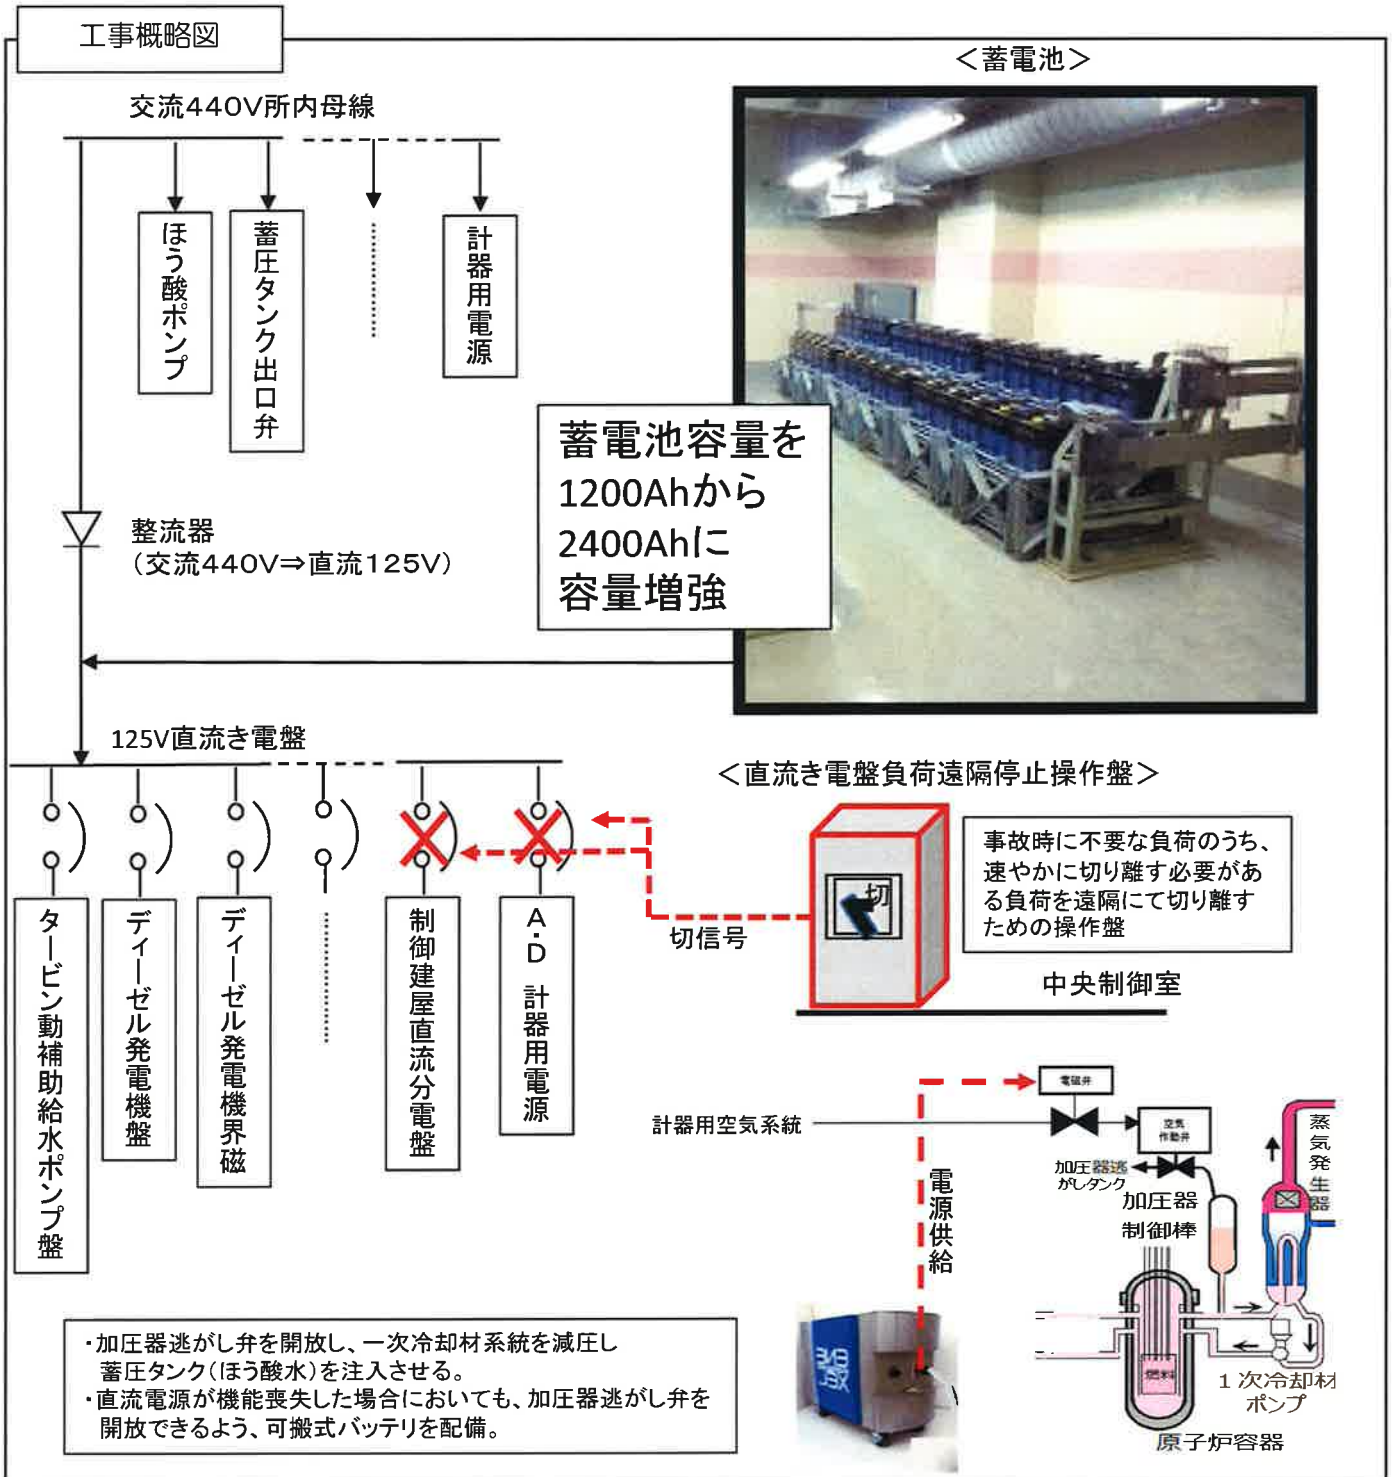 工事概略図
<蓄電池>
交流440V所内母線
ほう酸ポンプ
蓄圧タンク出口弁
計器用電源
蓄電池容量を
1200Ahから
2400Ahに
容量増強
整流器
(交流440V⇒直流125V)
125V直流き電盤
<直流き電盤負荷遠隔停止操作盤>
タービン動補助給水ポンプ盤
ディーゼル発電機盤
ディーゼル発電機界磁
制御建屋直流分電盤
A・D 計器用電源
切信号
切
事故時に不要な負荷のうち、
速やかに切り離す必要があ
る負荷を遠隔にて切り離す
ための操作盤
中央制御室
電磁弁
計器用空気系統
空気
作動弁
加圧器逃
がしタンク
加圧器
制御棒
蒸気発生器
電源供給
燃料
1次冷却材
ポンプ
原子炉容器
・加圧器逃がし弁を開放し、一次冷却材系統を減圧し
蓄圧タンク(ほう酸水)を注入させる。
・直流電源が機能喪失した場合においても、加圧器逃がし弁を
開放できるよう、可搬式バッテリを配備。